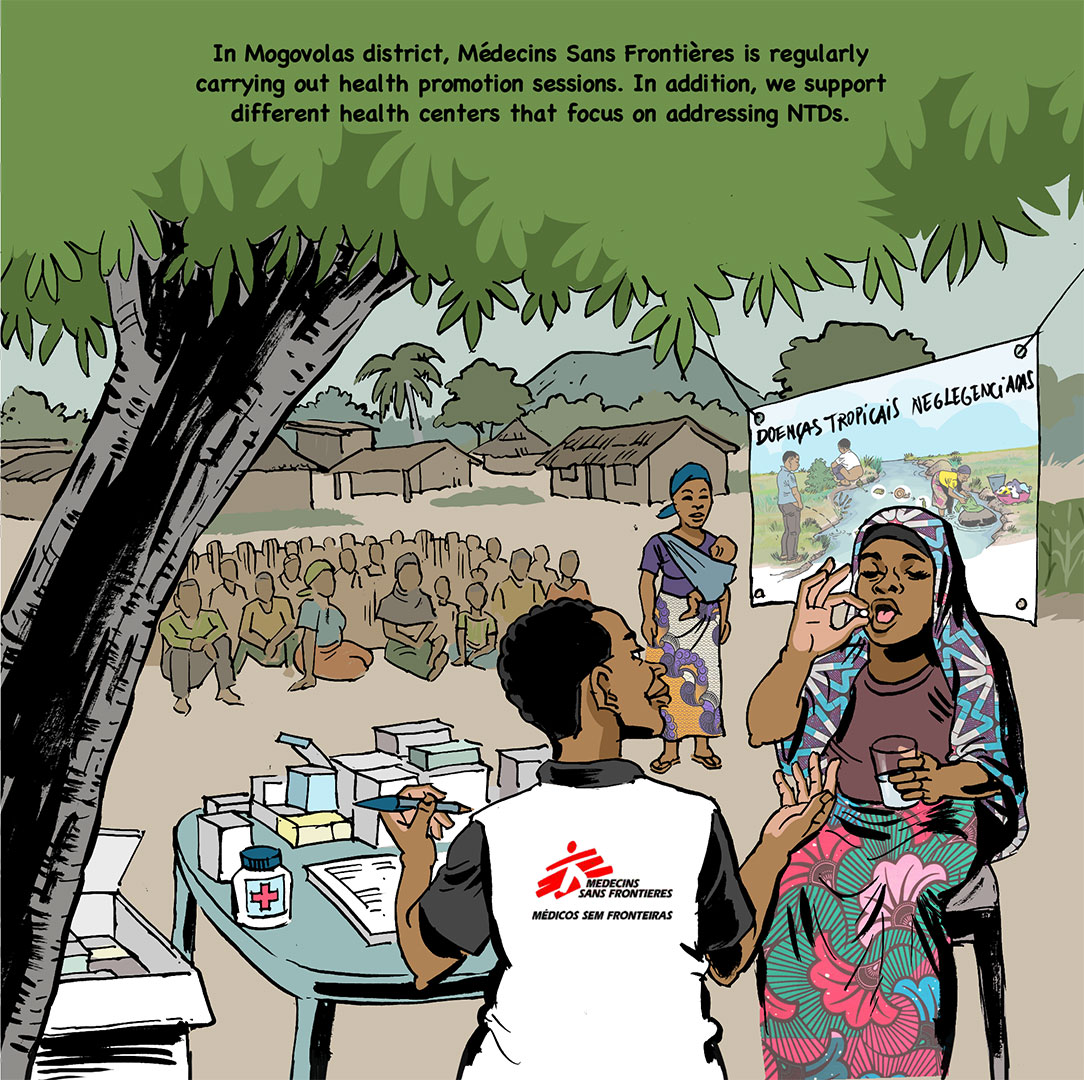 In Mogovolas district, Médecins Sans Frontières is regularly
carrying out health promotion sessions. In addition, we support
different health centers that focus on addressing NTDs.
DOENÇAS TROPICAIS NEGLEGENCIADAS
MEDECINS
SANS FRONTIERES
MÉDICOS SEM FRONTEIRAS